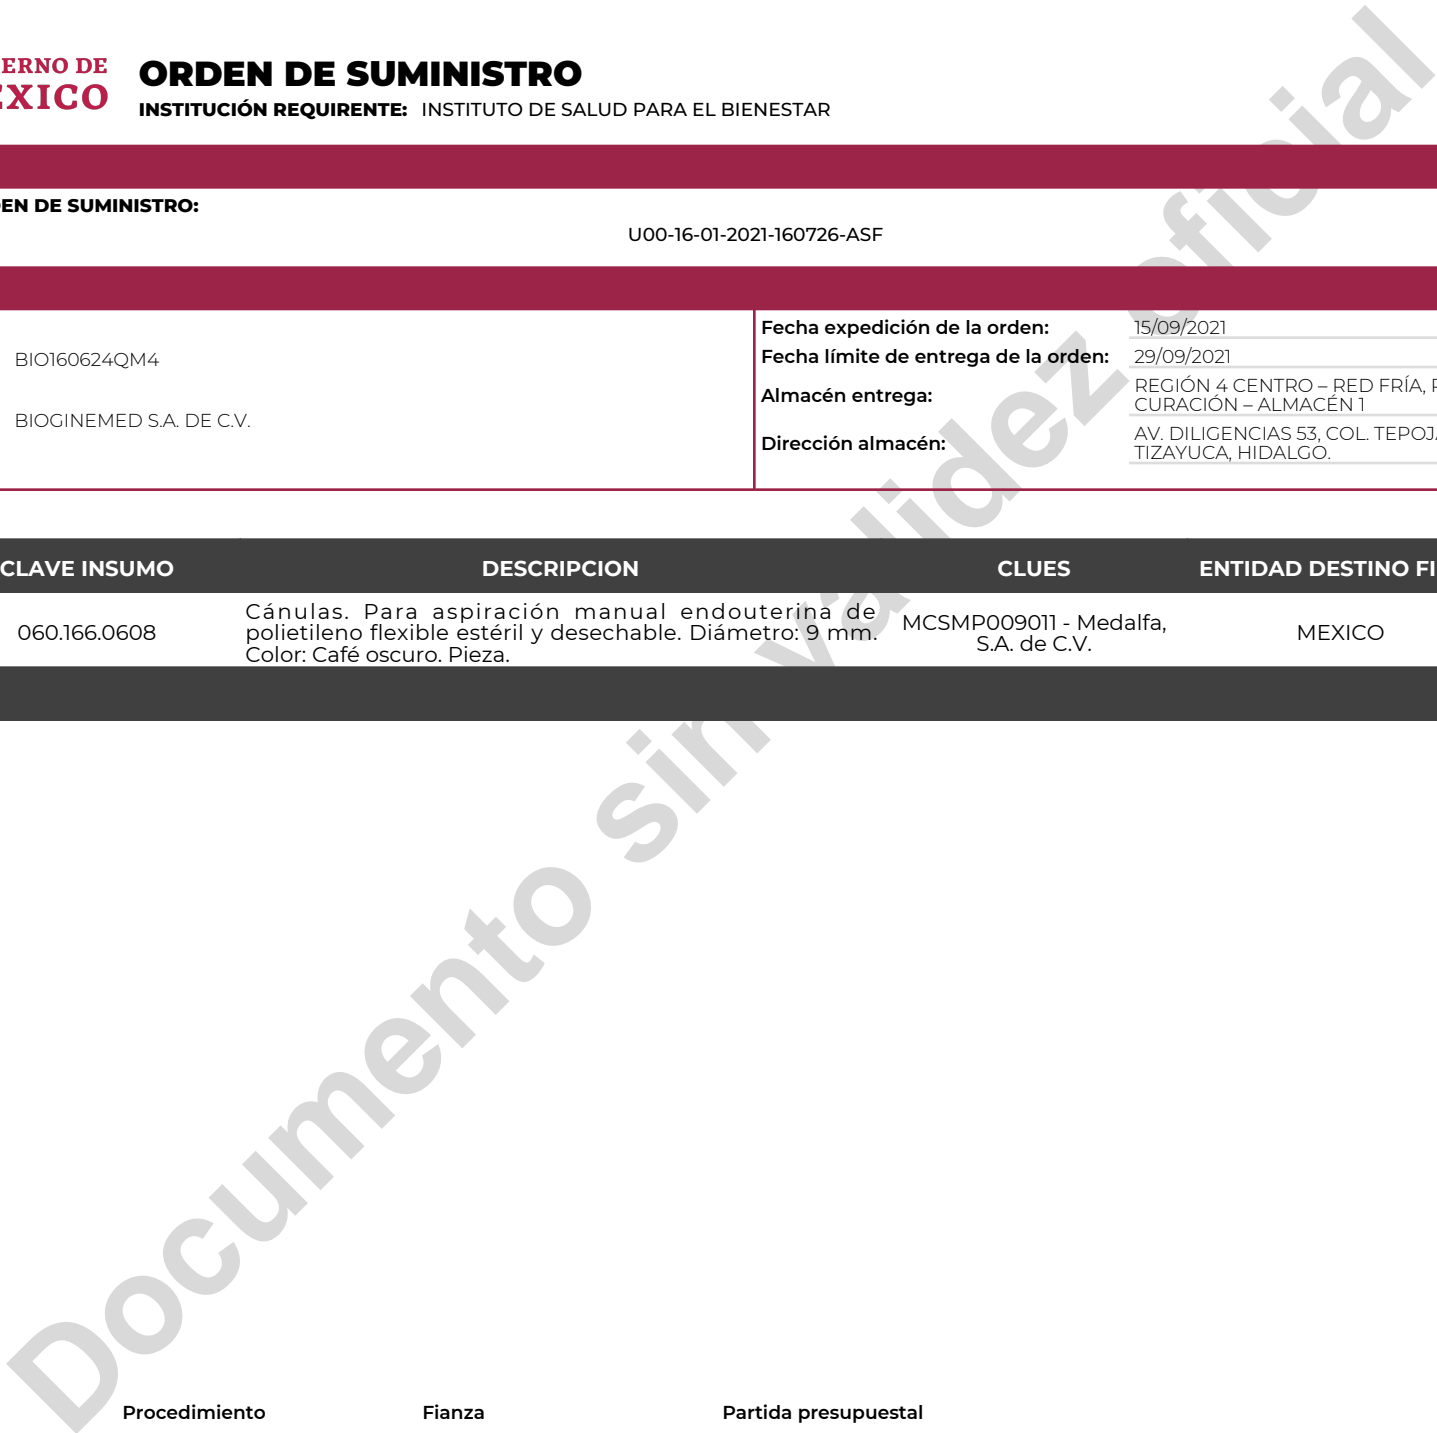 ERNO DE
EXICO
ORDEN DE SUMINISTRO
INSTITUCIÓN REQUIRENTE: INSTITUTO DE SALUD PARA EL BIENESTAR
EN DE SUMINISTRO:
U00-16-01-2021-160726-ASF
BIO160624QM4
BIOGINEMED S.A. DE C.V.
Fecha expedición de la orden: 15/09/2021
Fecha límite de entrega de la orden: 29/09/2021
Almacén entrega: REGIÓN 4 CENTRO – RED FRÍA,
CURACIÓN – ALMACÉN 1
Dirección almacén: AV. DILIGENCIAS 53, COL. TEPOJ
TIZAYUCA, HIDALGO.
CLAVE INSUMO DESCRIPCION CLUES ENTIDAD DESTINO FI
060.166.0608
Cánulas. Para aspiración manual endouterina de
polietileno flexible estéril y desechable. Diámetro: 9 mm.
Color: Café oscuro. Pieza.
MCSMP009011 - Medalfa,
S.A. de C.V.
MEXICO
Documento sin validez oficial
Procedimiento Fianza Partida presupuestal